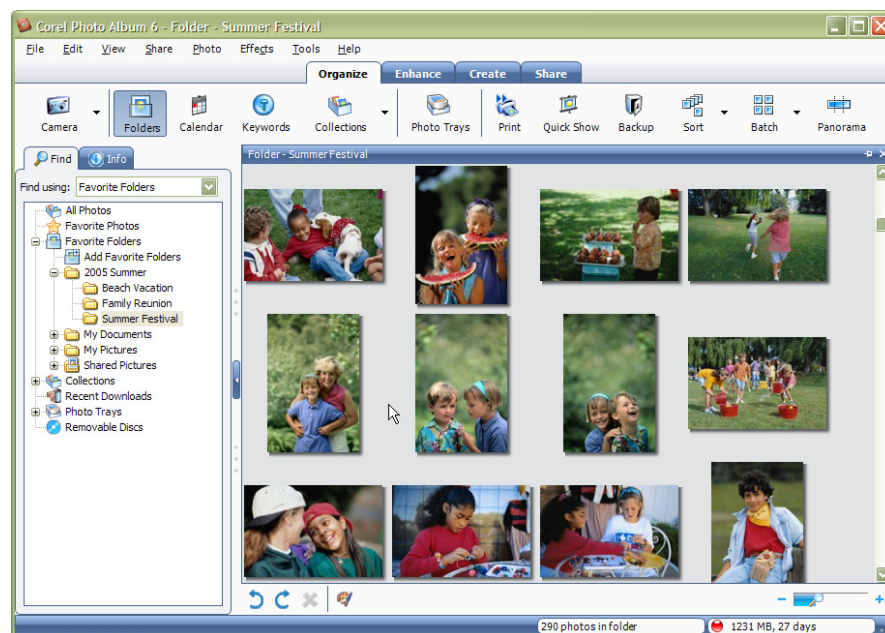 Corel Photo Album 6 - Folder - Summer Festival
File Edit View Share Photo Effects Tools Help
Organize Enhance Create Share
Camera Folders Calendar Keywords Collections Photo Trays Print Quick Show Backup Sort Batch Panorama
Find Info
Folder - Summer Festival
Find using: Favorite Folders
All Photos
Favorite Photos
Favorite Folders
Add Favorite Folders
2005 Summer
Beach Vacation
Family Reunion
Summer Festival
My Documents
My Pictures
Shared Pictures
Collections
Recent Downloads
Photo Trays
Removable Discs
290 photos in folder
1231 MB, 27 days